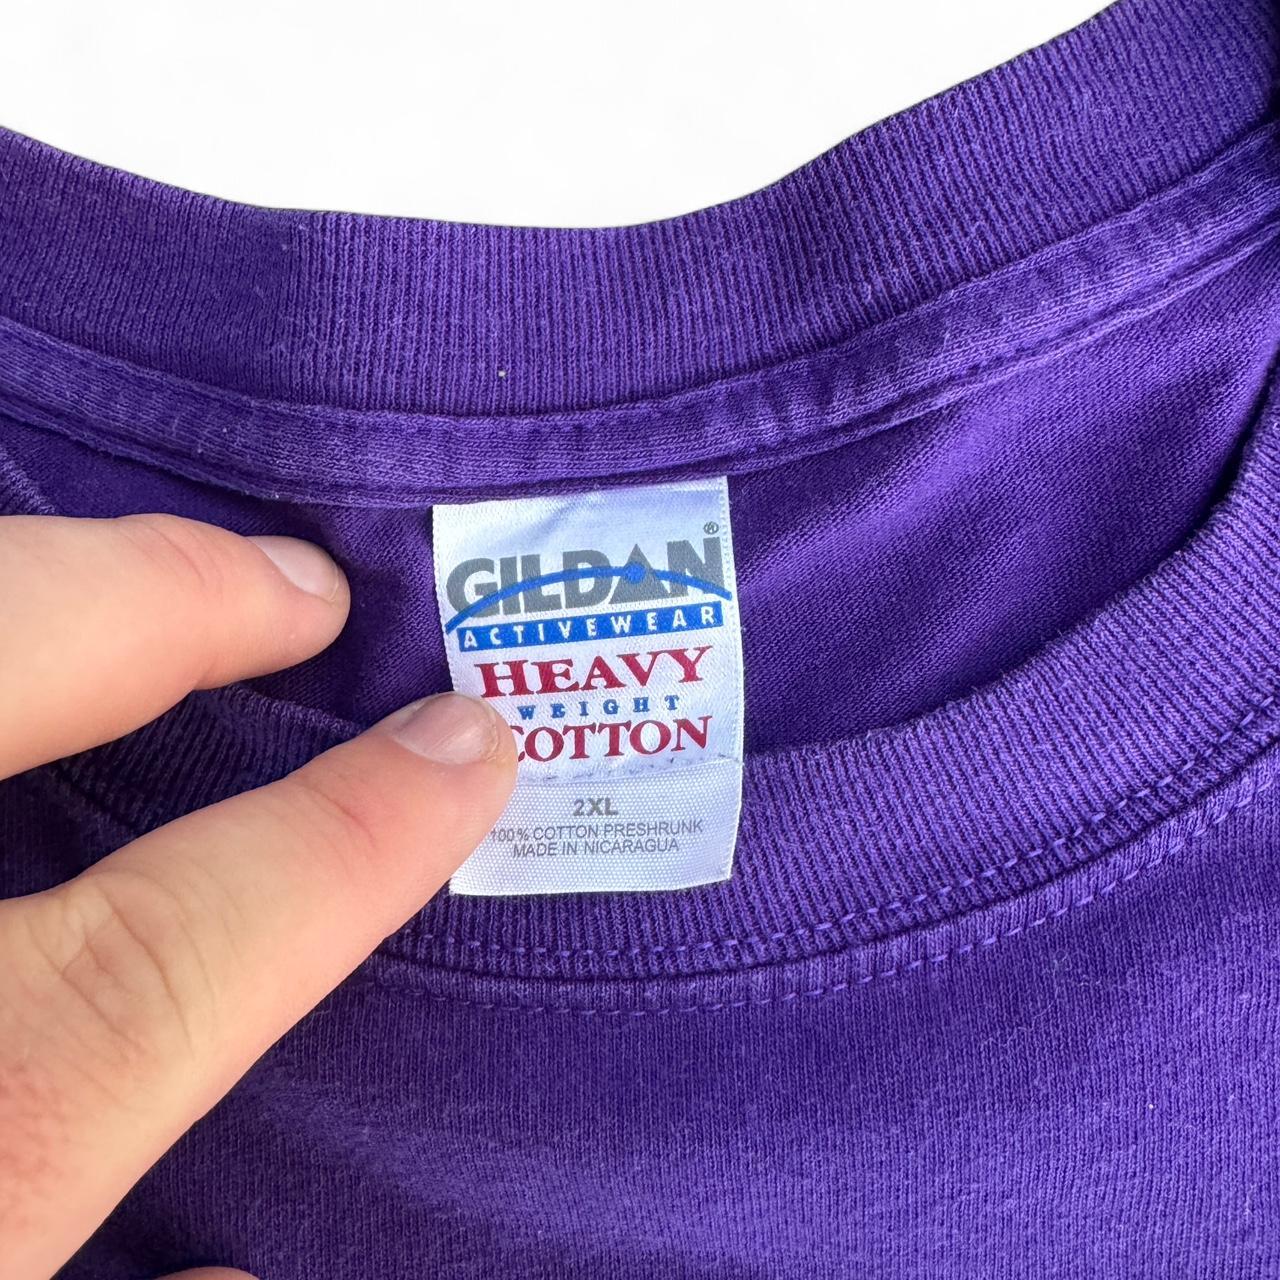 GILDAN®
ACTIVEWEAR
HEAVY
WEIGHT
COTTON
2XL
100% COTTON PRESHRUNK
MADE IN NICARAGUA